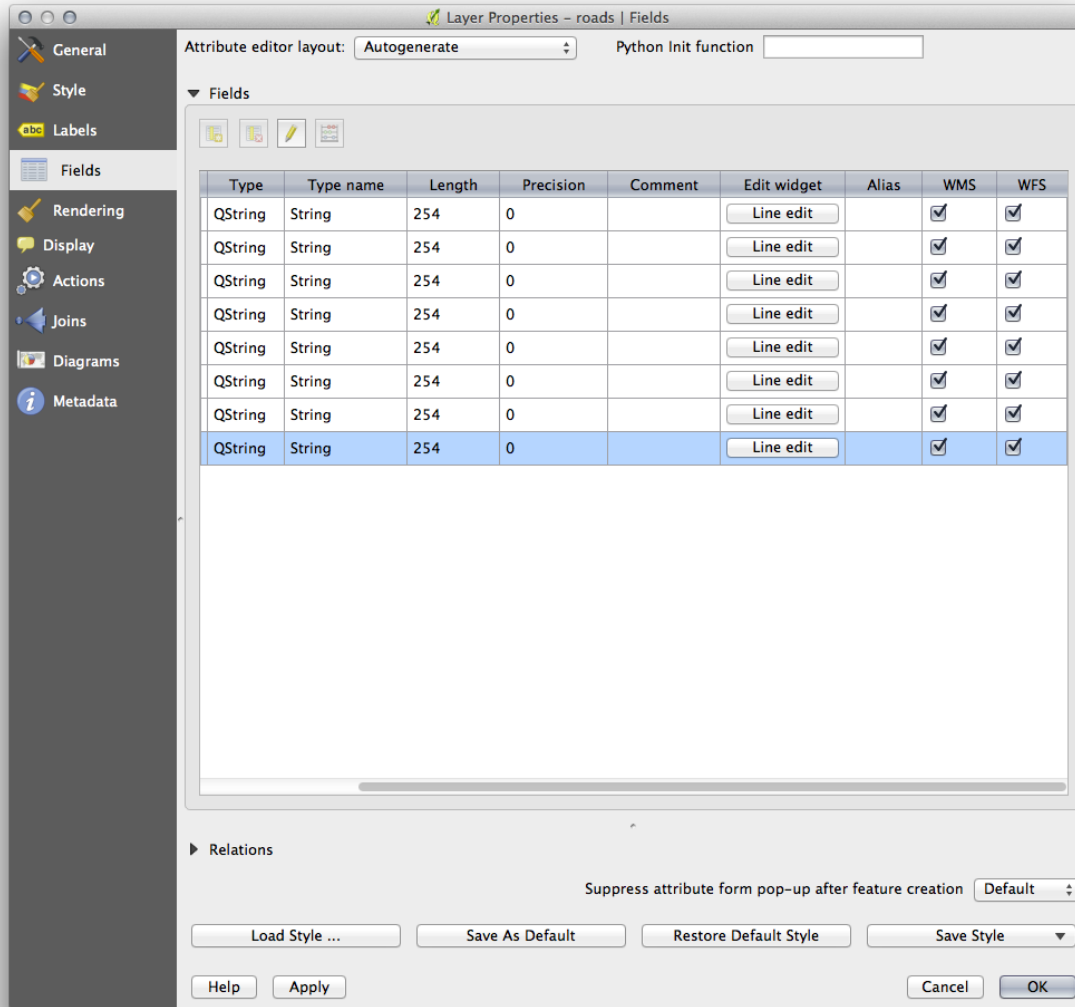 Layer Properties - roads | Fields
General
Style
abc Labels
Fields
Rendering
Display
Actions
Joins
Diagrams
i Metadata
Attribute editor layout: Autogenerate Python Init function
Fields
Type Type name Length Precision Comment Edit widget Alias WMS WFS
QString String 254 0 Line edit
QString String 254 0 Line edit
QString String 254 0 Line edit
QString String 254 0 Line edit
QString String 254 0 Line edit
QString String 254 0 Line edit
QString String 254 0 Line edit
QString String 254 0 Line edit
Relations
Suppress attribute form pop-up after feature creation Default
Load Style ... Save As Default Restore Default Style Save Style
Help Apply Cancel OK